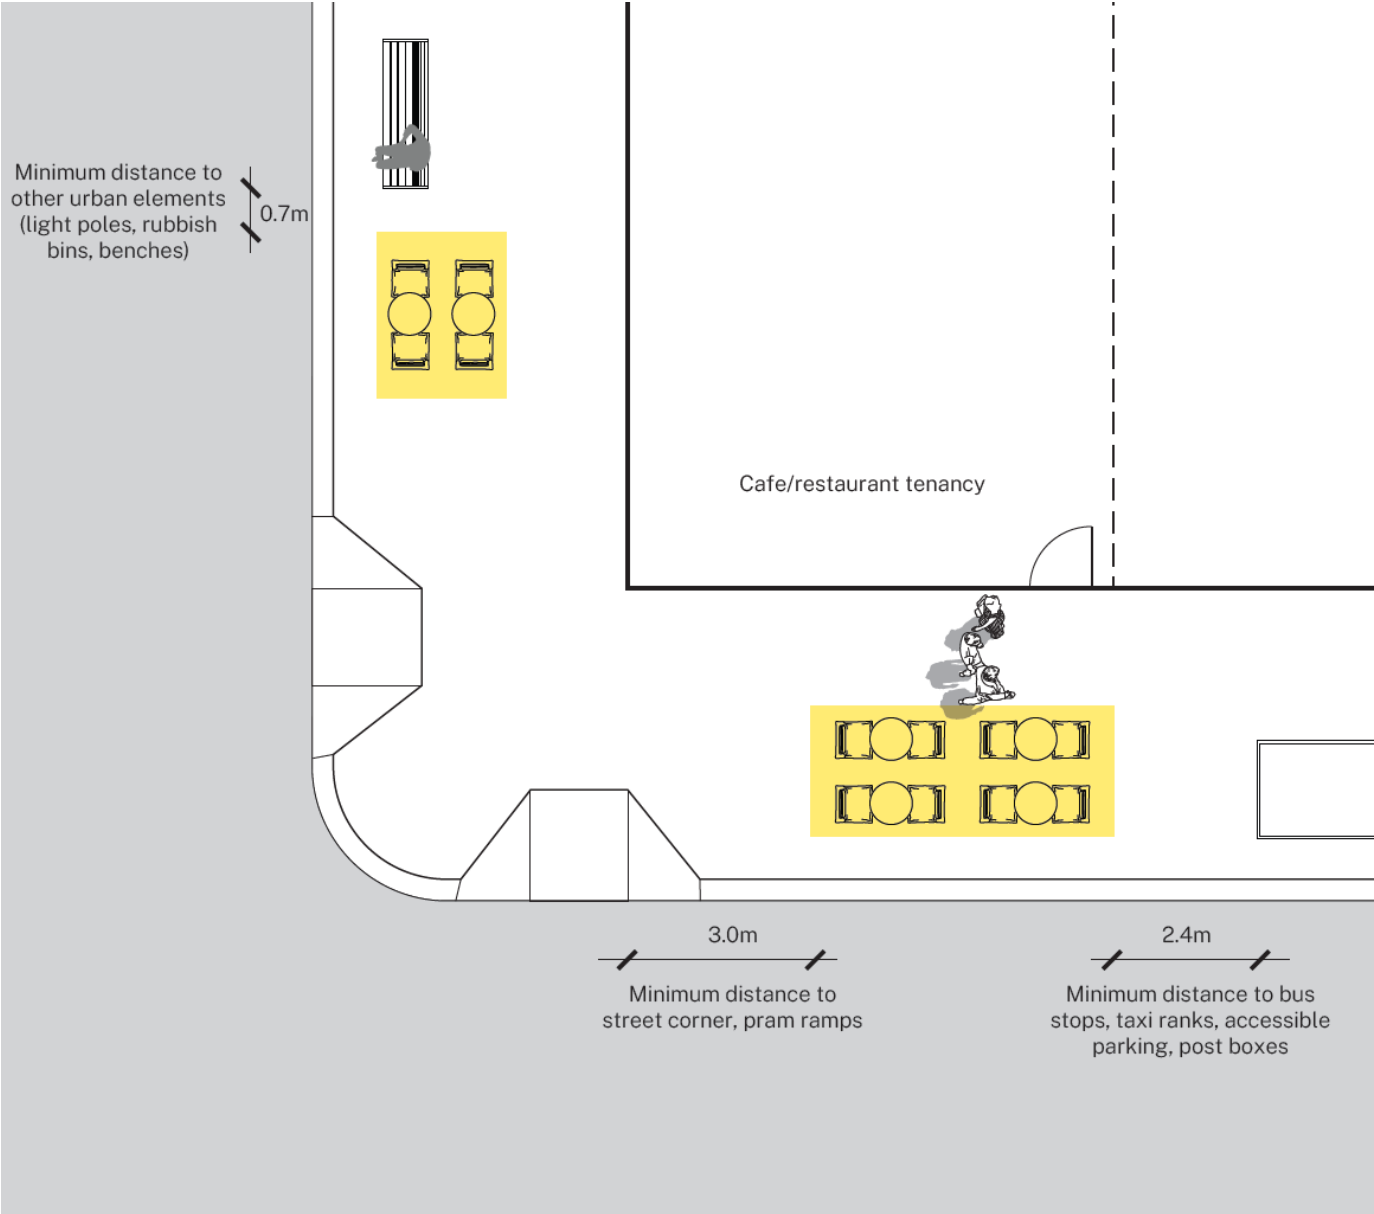 Minimum distance to
other urban elements
(light poles, rubbish
bins, benches)
0.7m
Cafe/restaurant tenancy
3.0m
Minimum distance to
street corner, pram ramps
2.4m
Minimum distance to bus
stops, taxi ranks, accessible
parking, post boxes